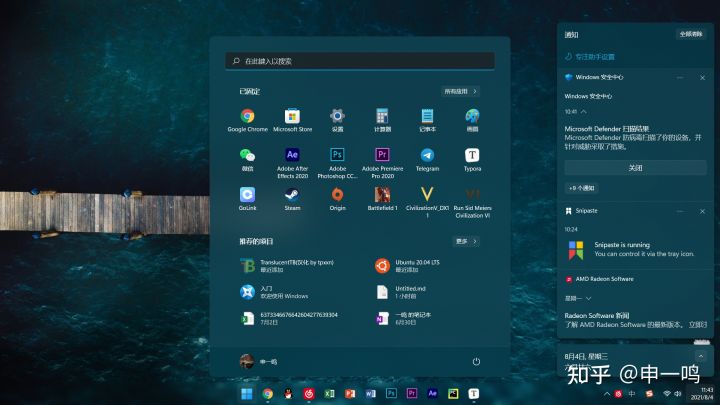 在此键入以搜索
已固定
所有应用 >
Google Chrome
Microsoft Store
设置
计算器
记事本
画图
微信
Adobe After Effects 2020
Adobe Photoshop CC...
Adobe Premiere Pro 2020
Telegram
Typora
GoLink
Steam
Origin
Battlefield 1
CivilizationV_DX11
Run Sid Meiers Civilization VI
推荐的项目
更多 >
TranslucentTB(汉化 by tpxxn)
最近添加
Ubuntu 20.04 LTS
最近添加
入门
欢迎使用 Windows
Untitled.md
1 小时前
6373346676642604277639304
7月2日
一鸣 的笔记本
6月30日
申一鸣
通知
全部清除
专注助手设置
Windows 安全中心
Windows 安全中心
10:41
Microsoft Defender 扫描结果
Microsoft Defender 防病毒扫描了你的设备，并
针对威胁采取了措施。
关闭
+9 个通知
Snipaste
10:24
Snipaste is running
You can control it via the tray icon.
AMD Radeon Software
星期一
Radeon Software 新闻
了解 AMD Radeon Software 的最新版本。 立即
8月4日, 星期三
知乎 @申一鸣
中
11:43
2021/8/4